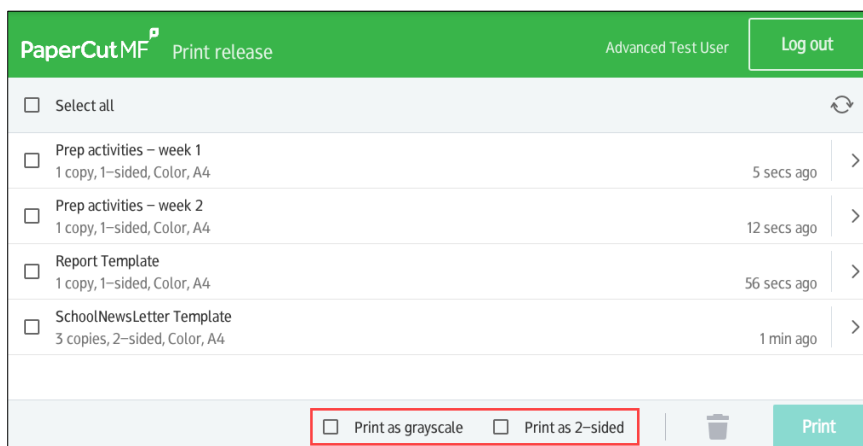 PaperCut MF Print release
Advanced Test User
Log out
Select all
Prep activities – week 1
1 copy, 1–sided, Color, A4
5 secs ago
Prep activities – week 2
1 copy, 1–sided, Color, A4
12 secs ago
Report Template
1 copy, 1–sided, Color, A4
56 secs ago
SchoolNewsLetter Template
3 copies, 2–sided, Color, A4
1 min ago
Print as grayscale
Print as 2–sided
Print